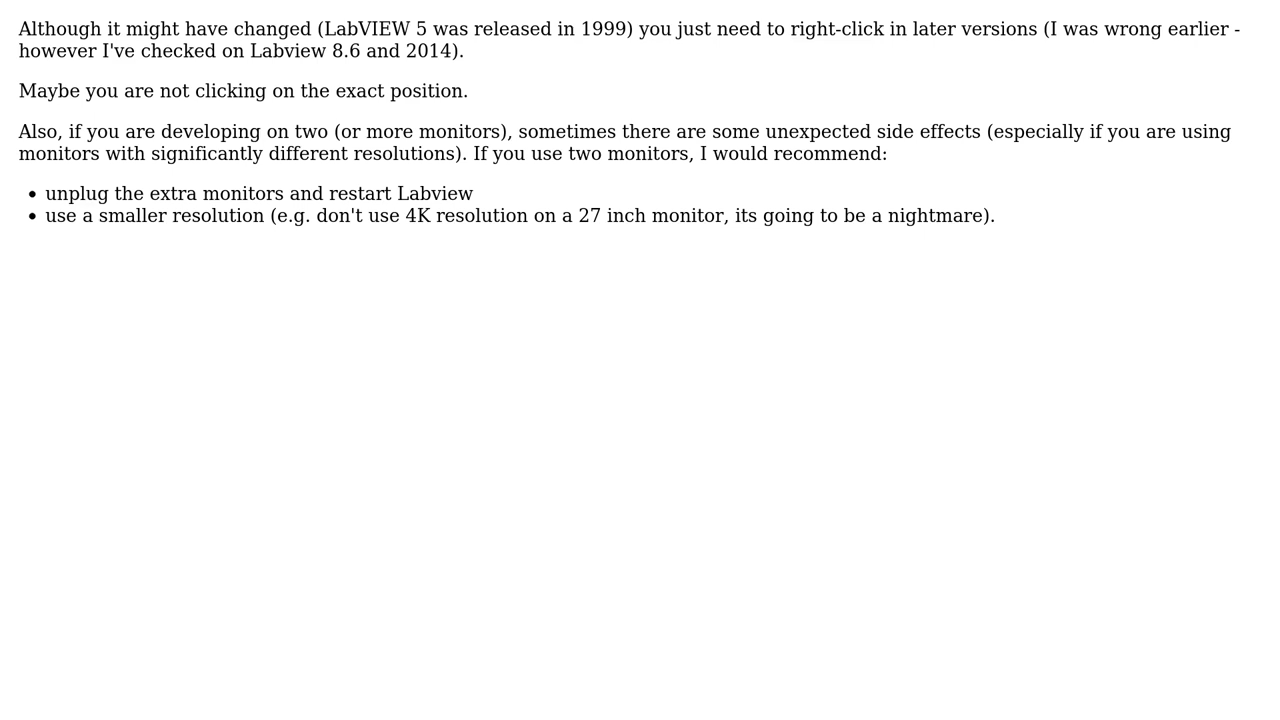 Although it might have changed (LabVIEW 5 was released in 1999) you just need to right-click in later versions (I was wrong earlier -
however I've checked on Labview 8.6 and 2014).
Maybe you are not clicking on the exact position.
Also, if you are developing on two (or more monitors), sometimes there are some unexpected side effects (especially if you are using
monitors with significantly different resolutions). If you use two monitors, I would recommend:
• unplug the extra monitors and restart Labview
• use a smaller resolution (e.g. don't use 4K resolution on a 27 inch monitor, its going to be a nightmare).